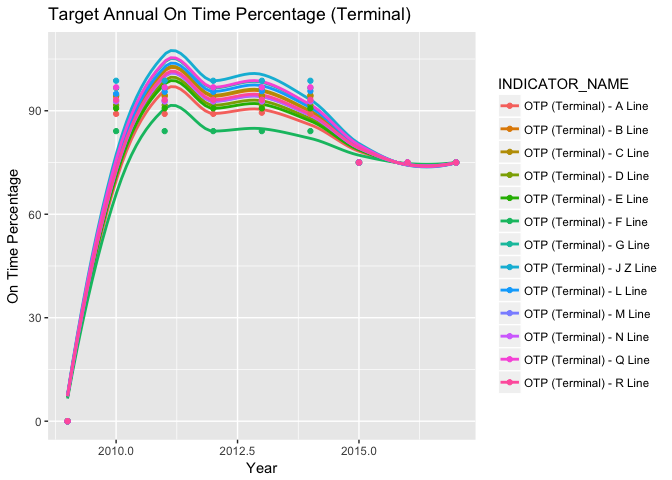 Target Annual On Time Percentage (Terminal)
On Time Percentage
90
60
30
0
2010.0
2012.5
2015.0
Year
INDICATOR_NAME
OTP (Terminal) - A Line
OTP (Terminal) - B Line
OTP (Terminal) - C Line
OTP (Terminal) - D Line
OTP (Terminal) - E Line
OTP (Terminal) - F Line
OTP (Terminal) - G Line
OTP (Terminal) - J Z Line
OTP (Terminal) - L Line
OTP (Terminal) - M Line
OTP (Terminal) - N Line
OTP (Terminal) - Q Line
OTP (Terminal) - R Line